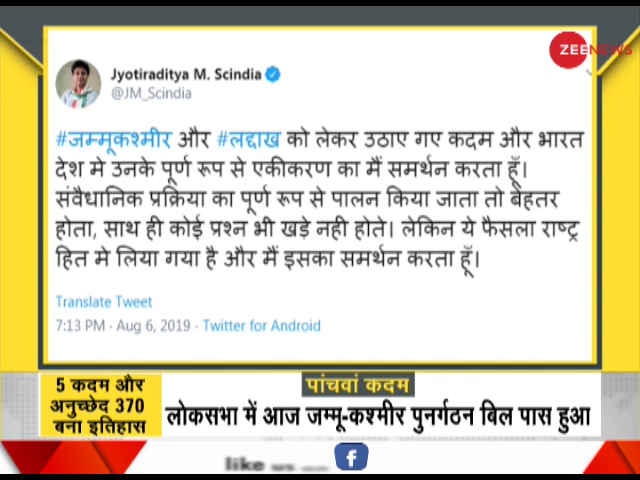 ZEENEWS
Jyotiraditya M. Scindia
@JM_Scindia
#जम्मूकश्मीर और #लद्दाख को लेकर उठाए गए कदम और भारत
देश मे उनके पूर्ण रूप से एकीकरण का मैं समर्थन करता हूँ।
संवैधानिक प्रक्रिया का पूर्ण रूप से पालन किया जाता तो बेहतर
होता, साथ ही कोई प्रश्न भी खड़े नही होते। लेकिन ये फैसला राष्ट्र
हित मे लिया गया है और मैं इसका समर्थन करता हूँ।
Translate Tweet
7:13 PM · Aug 6, 2019 · Twitter for Android
5 कदम और
अनुच्छेद 370
बना इतिहास
पांचवां कदम
लोकसभा में आज जम्मू-कश्मीर पुनर्गठन बिल पास हुआ
like us
f